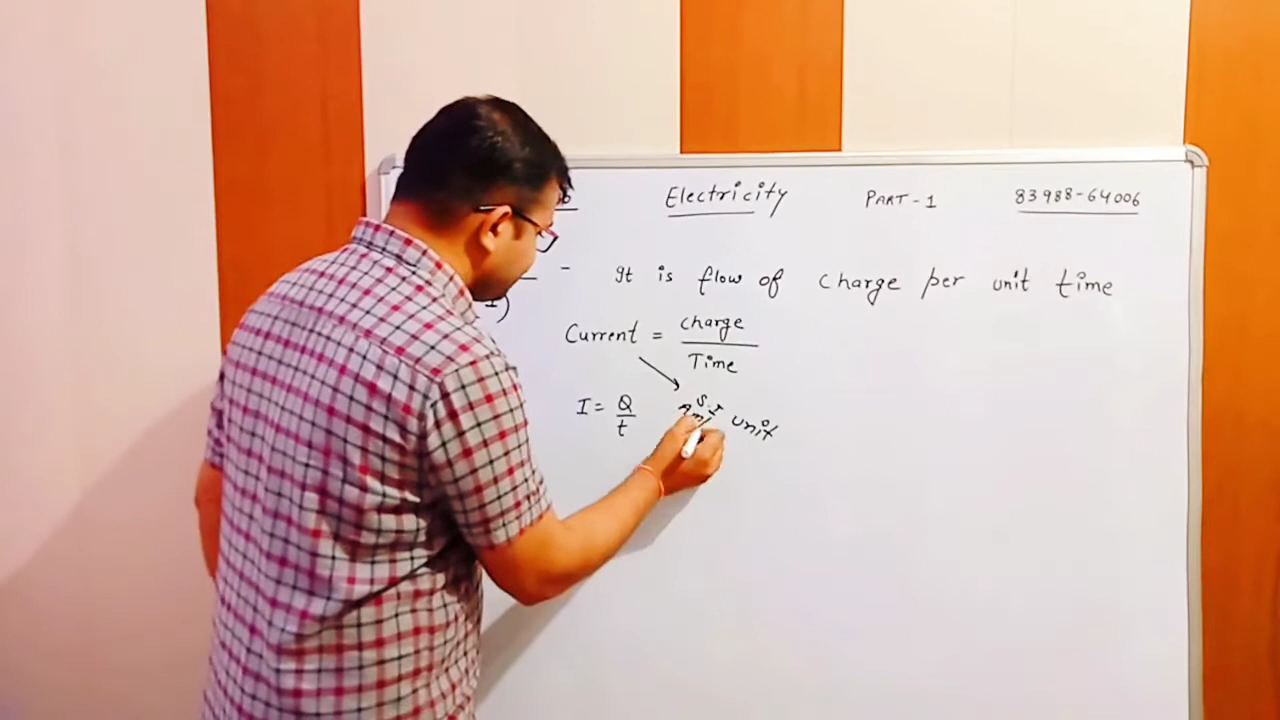 Electricity PART-1 83988-64006
- It is flow of charge per unit time
I)
Current = charge
Time
I = Q
t
S.I unit